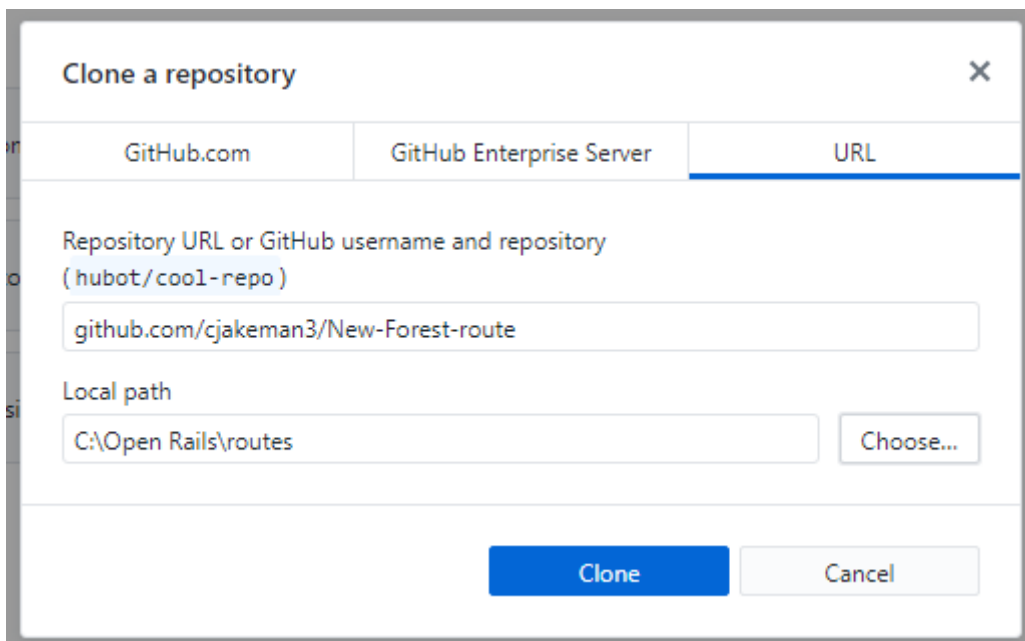 Clone a repository
GitHub.com
GitHub Enterprise Server
URL
Repository URL or GitHub username and repository
(hubot/cool-repo)
github.com/cjakeman3/New-Forest-route
Local path
C:\Open Rails\routes
Choose...
Clone
Cancel